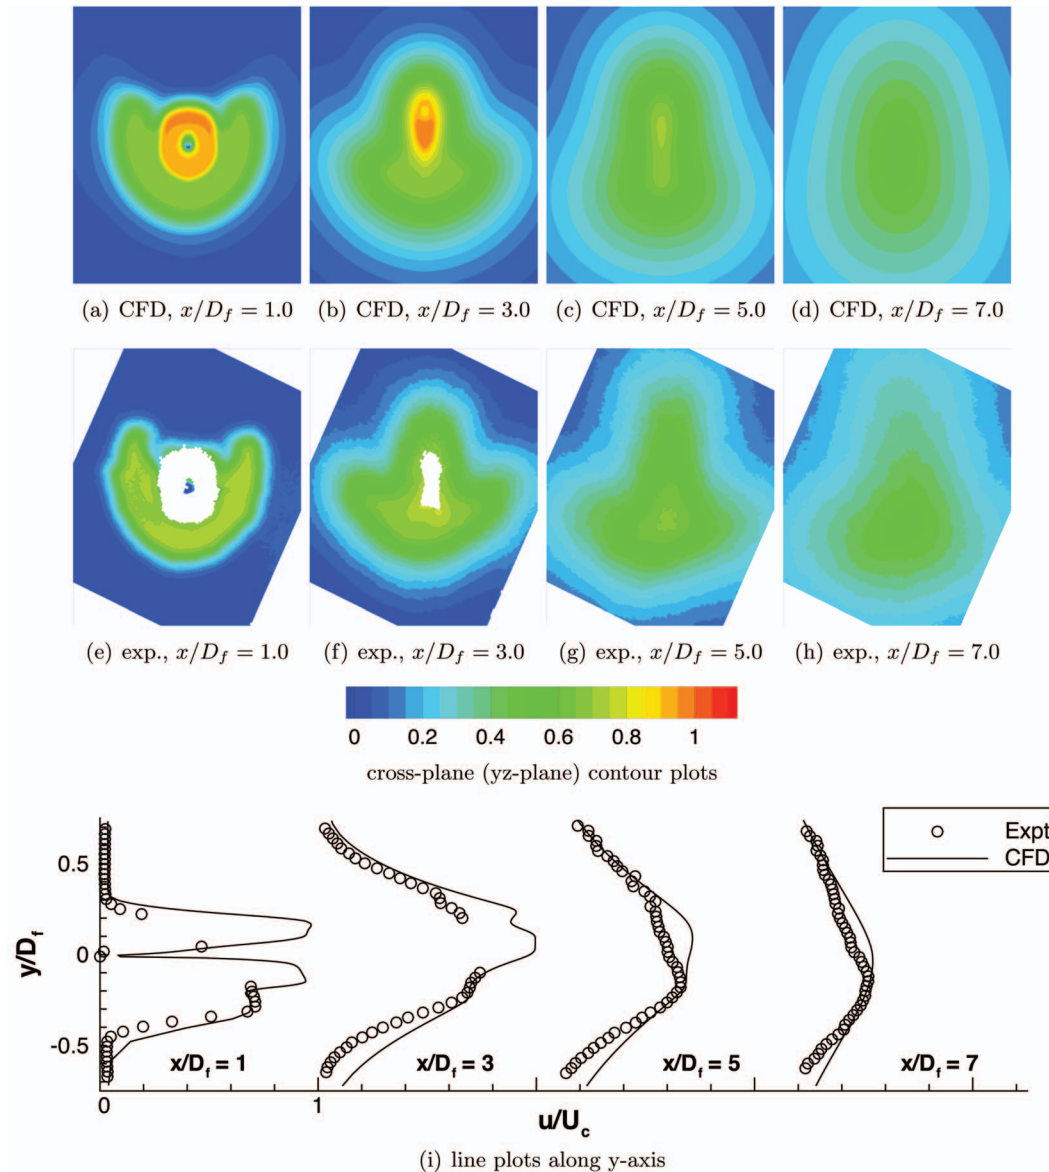 (a) CFD, x/D_f = 1.0 (b) CFD, x/D_f = 3.0 (c) CFD, x/D_f = 5.0 (d) CFD, x/D_f = 7.0
(e) exp., x/D_f = 1.0 (f) exp., x/D_f = 3.0 (g) exp., x/D_f = 5.0 (h) exp., x/D_f = 7.0
0 0.2 0.4 0.6 0.8 1
cross-plane (yz-plane) contour plots
Expt
CFD
0.5
0
-0.5
y/D_f
x/D_f = 1 x/D_f = 3 x/D_f = 5 x/D_f = 7
0 1
u/U_c
(i) line plots along y-axis